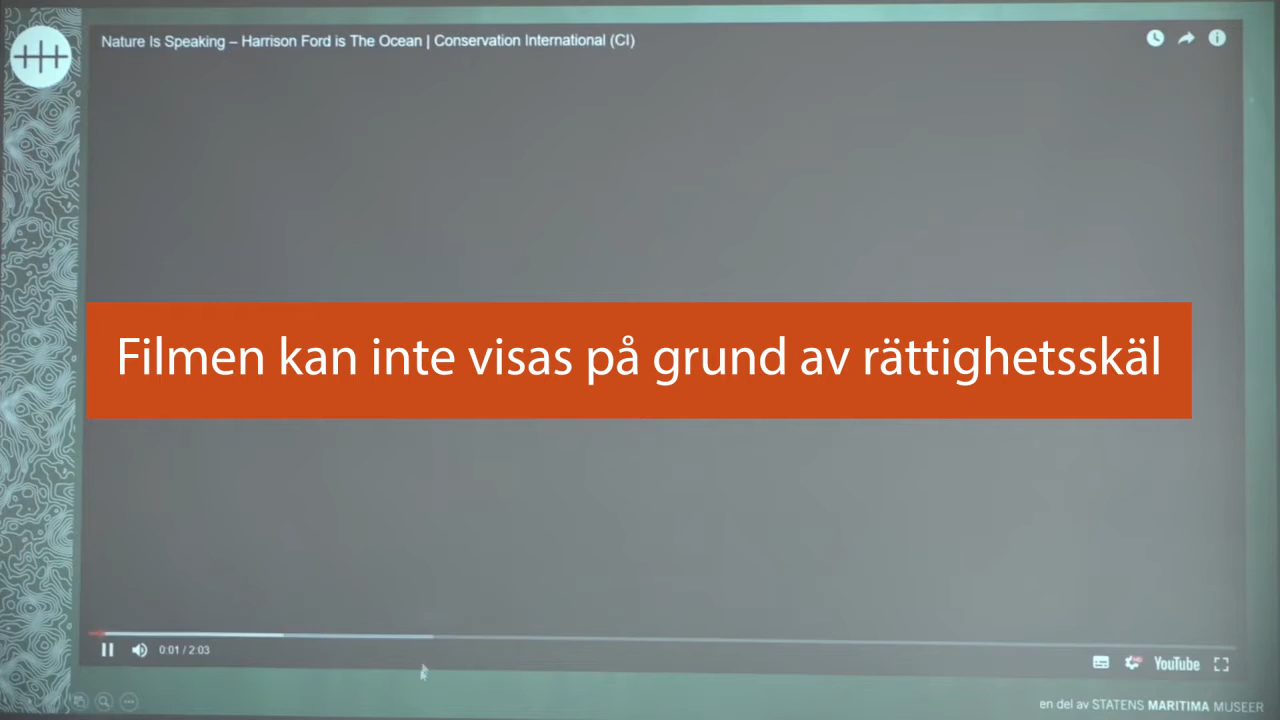 Nature Is Speaking – Harrison Ford is The Ocean | Conservation International (CI)
Filmen kan inte visas på grund av rättighetsskäl
0:01 / 2:03
YouTube
en del av STATENS MARITIMA MUSEER